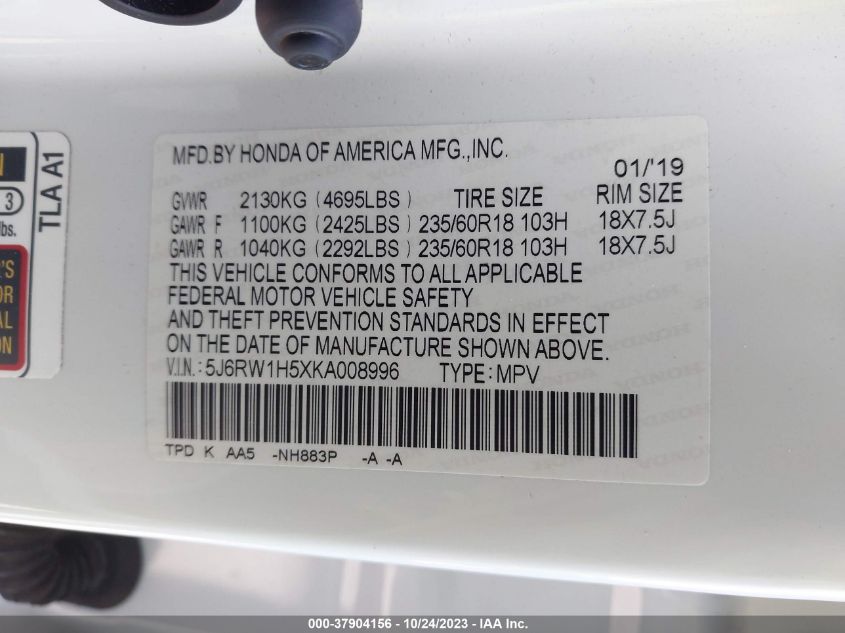 MFD.BY HONDA OF AMERICA MFG.,INC.
01/'19
GVWR 2130KG (4695LBS) TIRE SIZE RIM SIZE
GAWR F 1100KG (2425LBS) 235/60R18 103H 18X7.5J
GAWR R 1040KG (2292LBS) 235/60R18 103H 18X7.5J
THIS VEHICLE CONFORMS TO ALL APPLICABLE
FEDERAL MOTOR VEHICLE SAFETY
AND THEFT PREVENTION STANDARDS IN EFFECT
ON THE DATE OF MANUFACTURE SHOWN ABOVE.
V.I.N.: 5J6RW1H5XKA008996 TYPE: MPV
TPD K AA5 -NH883P -A -A
TLA A1
3
lbs.
000-37904156 - 10/24/2023 - IAA Inc.